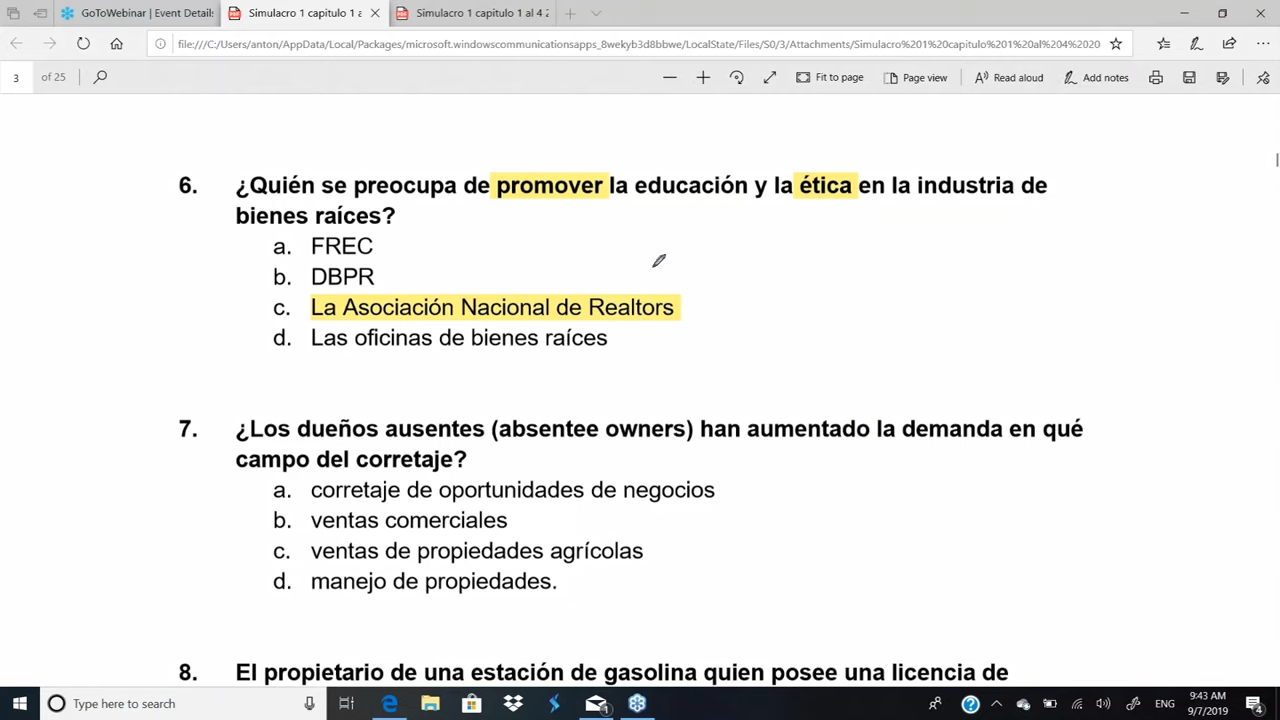 GoToWebinar | Event Details
Simulacro 1 capitulo 1 a
Simulacro 1 capitulo 1 al 4 2
file:///C:/Users/anton/AppData/Local/Packages/microsoft.windowscommunicationsapps_8wekyb3d8bbwe/LocalState/Files/S0/3/Attachments/Simulacro%201%20capitulo%201%20al%204%2020
3 of 25
Fit to page
Page view
Read aloud
Add notes
6. ¿Quién se preocupa de promover la educación y la ética en la industria de
bienes raíces?
a. FREC
b. DBPR
c. La Asociación Nacional de Realtors
d. Las oficinas de bienes raíces
7. ¿Los dueños ausentes (absentee owners) han aumentado la demanda en qué
campo del corretaje?
a. corretaje de oportunidades de negocios
b. ventas comerciales
c. ventas de propiedades agrícolas
d. manejo de propiedades.
8. El propietario de una estación de gasolina quien posee una licencia de
Type here to search
ENG
9:43 AM
9/7/2019